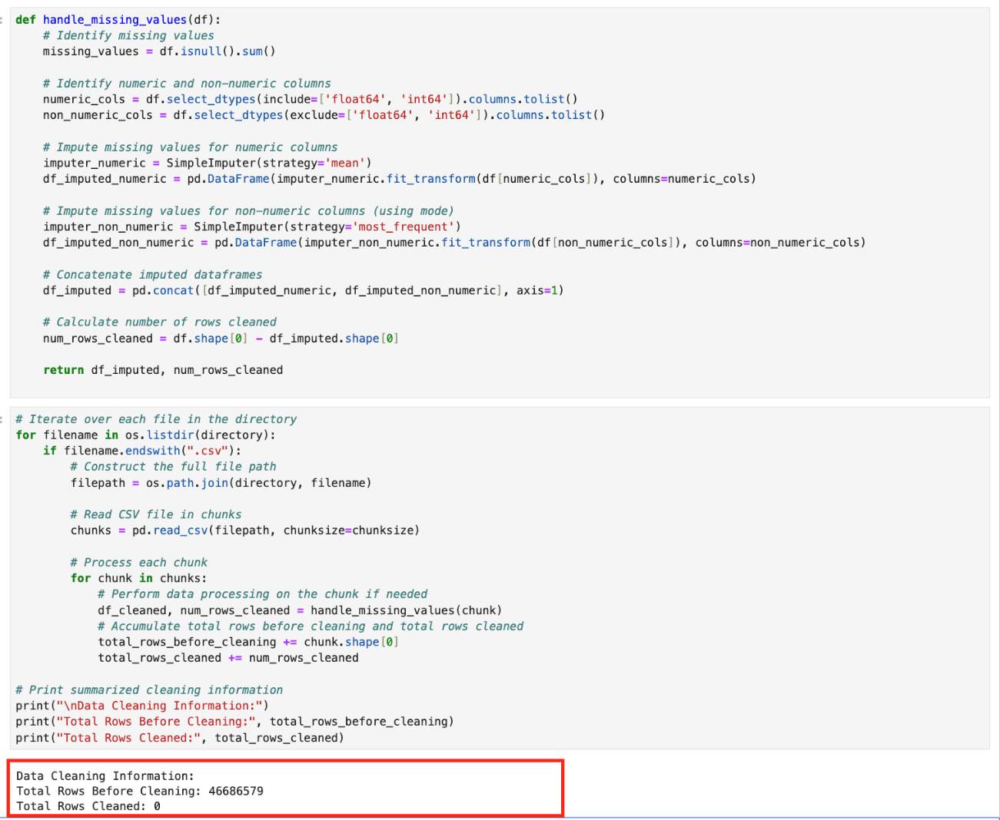 def handle_missing_values(df):
    # Identify missing values
    missing_values = df.isnull().sum()

    # Identify numeric and non-numeric columns
    numeric_cols = df.select_dtypes(include=['float64', 'int64']).columns.tolist()
    non_numeric_cols = df.select_dtypes(exclude=['float64', 'int64']).columns.tolist()

    # Impute missing values for numeric columns
    imputer_numeric = SimpleImputer(strategy='mean')
    df_imputed_numeric = pd.DataFrame(imputer_numeric.fit_transform(df[numeric_cols]), columns=numeric_cols)

    # Impute missing values for non-numeric columns (using mode)
    imputer_non_numeric = SimpleImputer(strategy='most_frequent')
    df_imputed_non_numeric = pd.DataFrame(imputer_non_numeric.fit_transform(df[non_numeric_cols]), columns=non_numeric_cols)

    # Concatenate imputed dataframes
    df_imputed = pd.concat([df_imputed_numeric, df_imputed_non_numeric], axis=1)

    # Calculate number of rows cleaned
    num_rows_cleaned = df.shape[0] - df_imputed.shape[0]

    return df_imputed, num_rows_cleaned

# Iterate over each file in the directory
for filename in os.listdir(directory):
    if filename.endswith(".csv"):
        # Construct the full file path
        filepath = os.path.join(directory, filename)

        # Read CSV file in chunks
        chunks = pd.read_csv(filepath, chunksize=chunksize)

        # Process each chunk
        for chunk in chunks:
            # Perform data processing on the chunk if needed
            df_cleaned, num_rows_cleaned = handle_missing_values(chunk)
            # Accumulate total rows before cleaning and total rows cleaned
            total_rows_before_cleaning += chunk.shape[0]
            total_rows_cleaned += num_rows_cleaned

# Print summarized cleaning information
print("\nData Cleaning Information:")
print("Total Rows Before Cleaning:", total_rows_before_cleaning)
print("Total Rows Cleaned:", total_rows_cleaned)

Data Cleaning Information:
Total Rows Before Cleaning: 46686579
Total Rows Cleaned: 0